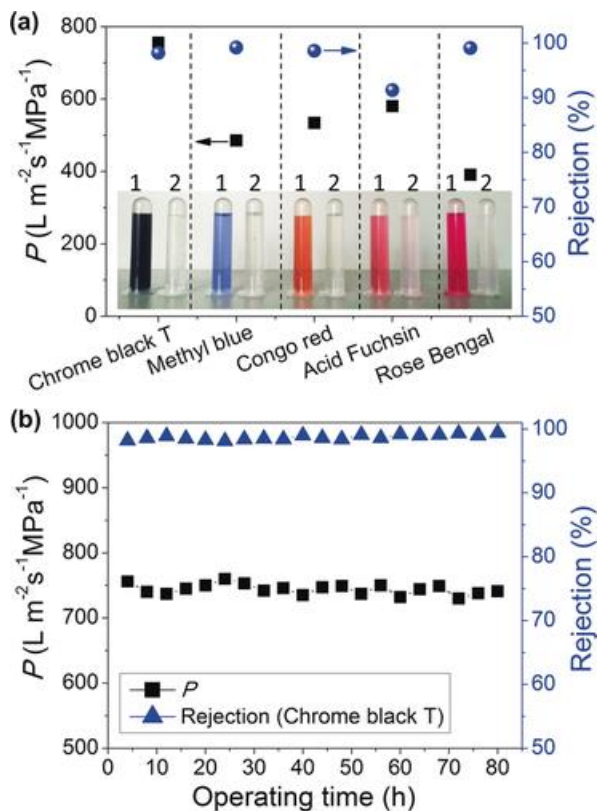 (a)
800
600
400
200
0
P (L m⁻²s⁻¹MPa⁻¹)
1 2 1 2 1 2 1 2 1 2
100
90
80
70
60
50
Rejection (%)
Chrome black T
Methyl blue
Congo red
Acid Fuchsin
Rose Bengal
(b)
1000
900
800
700
600
500
P (L m⁻²s⁻¹MPa⁻¹)
P
Rejection (Chrome black T)
100
90
80
70
60
50
Rejection (%)
0 10 20 30 40 50 60 70 80
Operating time (h)